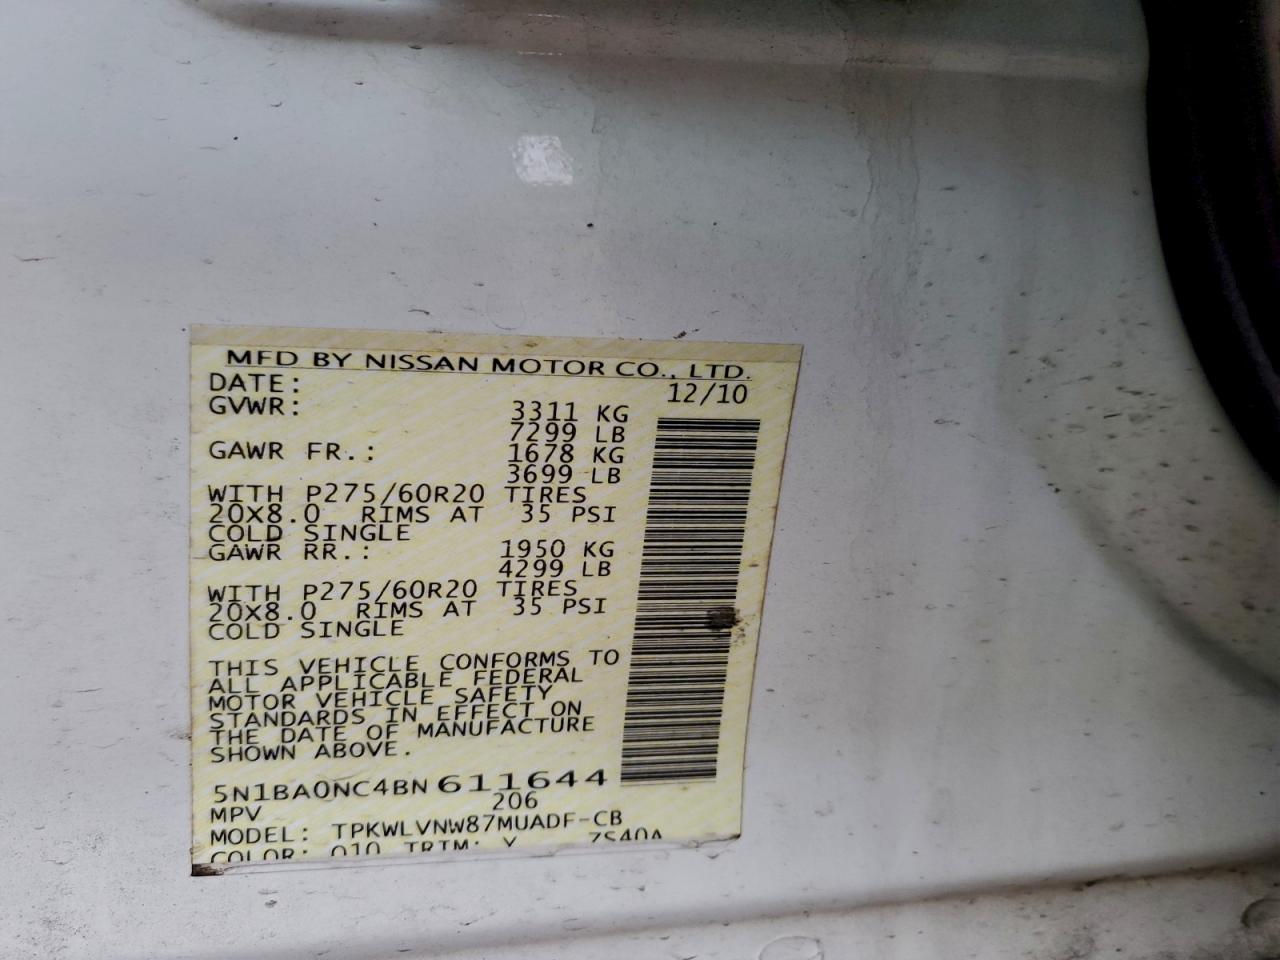 MFD BY NISSAN MOTOR CO., LTD.
DATE: 12/10
GVWR: 3311 KG
7299 LB
GAWR FR.: 1678 KG
3699 LB
WITH P275/60R20 TIRES
20X8.0 RIMS AT 35 PSI
COLD SINGLE
GAWR RR.: 1950 KG
4299 LB
WITH P275/60R20 TIRES
20X8.0 RIMS AT 35 PSI
COLD SINGLE
THIS VEHICLE CONFORMS TO
ALL APPLICABLE FEDERAL
MOTOR VEHICLE SAFETY
STANDARDS IN EFFECT ON
THE DATE OF MANUFACTURE
SHOWN ABOVE.
5N1BA0NC4BN611644
MPV 206
MODEL: TPKWLVNW87MUADF-CB
COLOR: Q10 TRIM: ZS40A